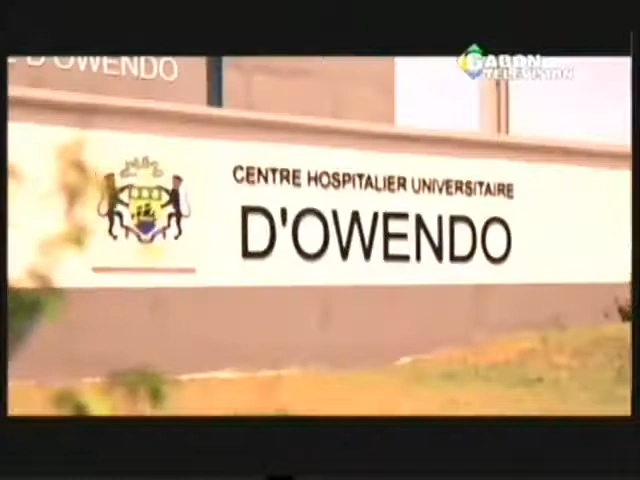 GABON
TELEVISION
D'OWENDO
CENTRE HOSPITALIER UNIVERSITAIRE
D'OWENDO